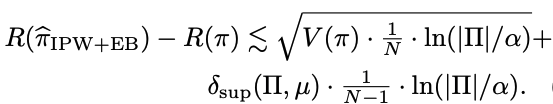 R(π̂_IPW+EB) − R(π) ≲ √(V(π) · 1/N · ln(|Π|/α)) +
δ_sup(Π, μ) · 1/(N−1) · ln(|Π|/α).